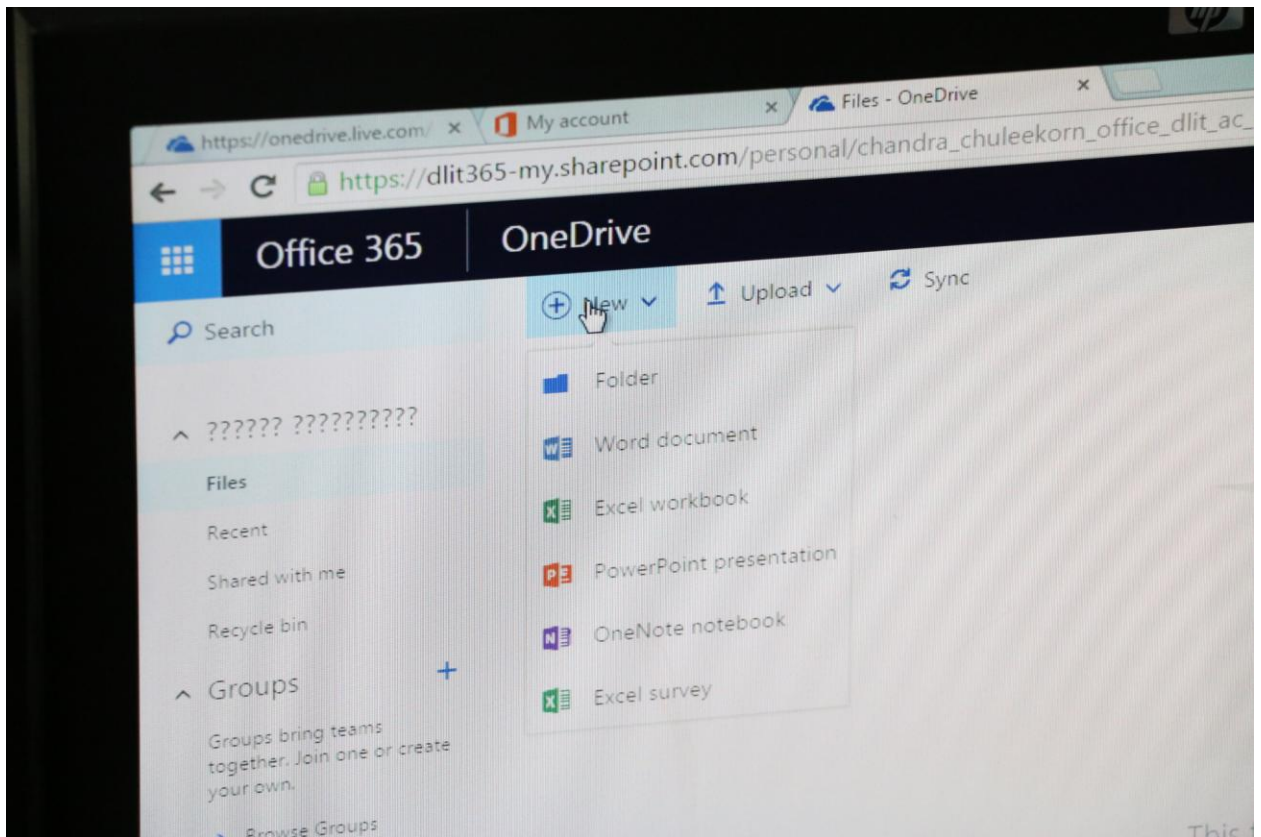 hp
https://onedrive.live.com/ × My account × Files - OneDrive ×
https://dlit365-my.sharepoint.com/personal/chandra_chuleekorn_office_dlit_ac_
Office 365 OneDrive
Search
New Upload Sync
Folder
Word document
Excel workbook
PowerPoint presentation
OneNote notebook
Excel survey
?????? ??????????
Files
Recent
Shared with me
Recycle bin
Groups +
Groups bring teams
together. Join one or create
your own.
Browse Groups
This